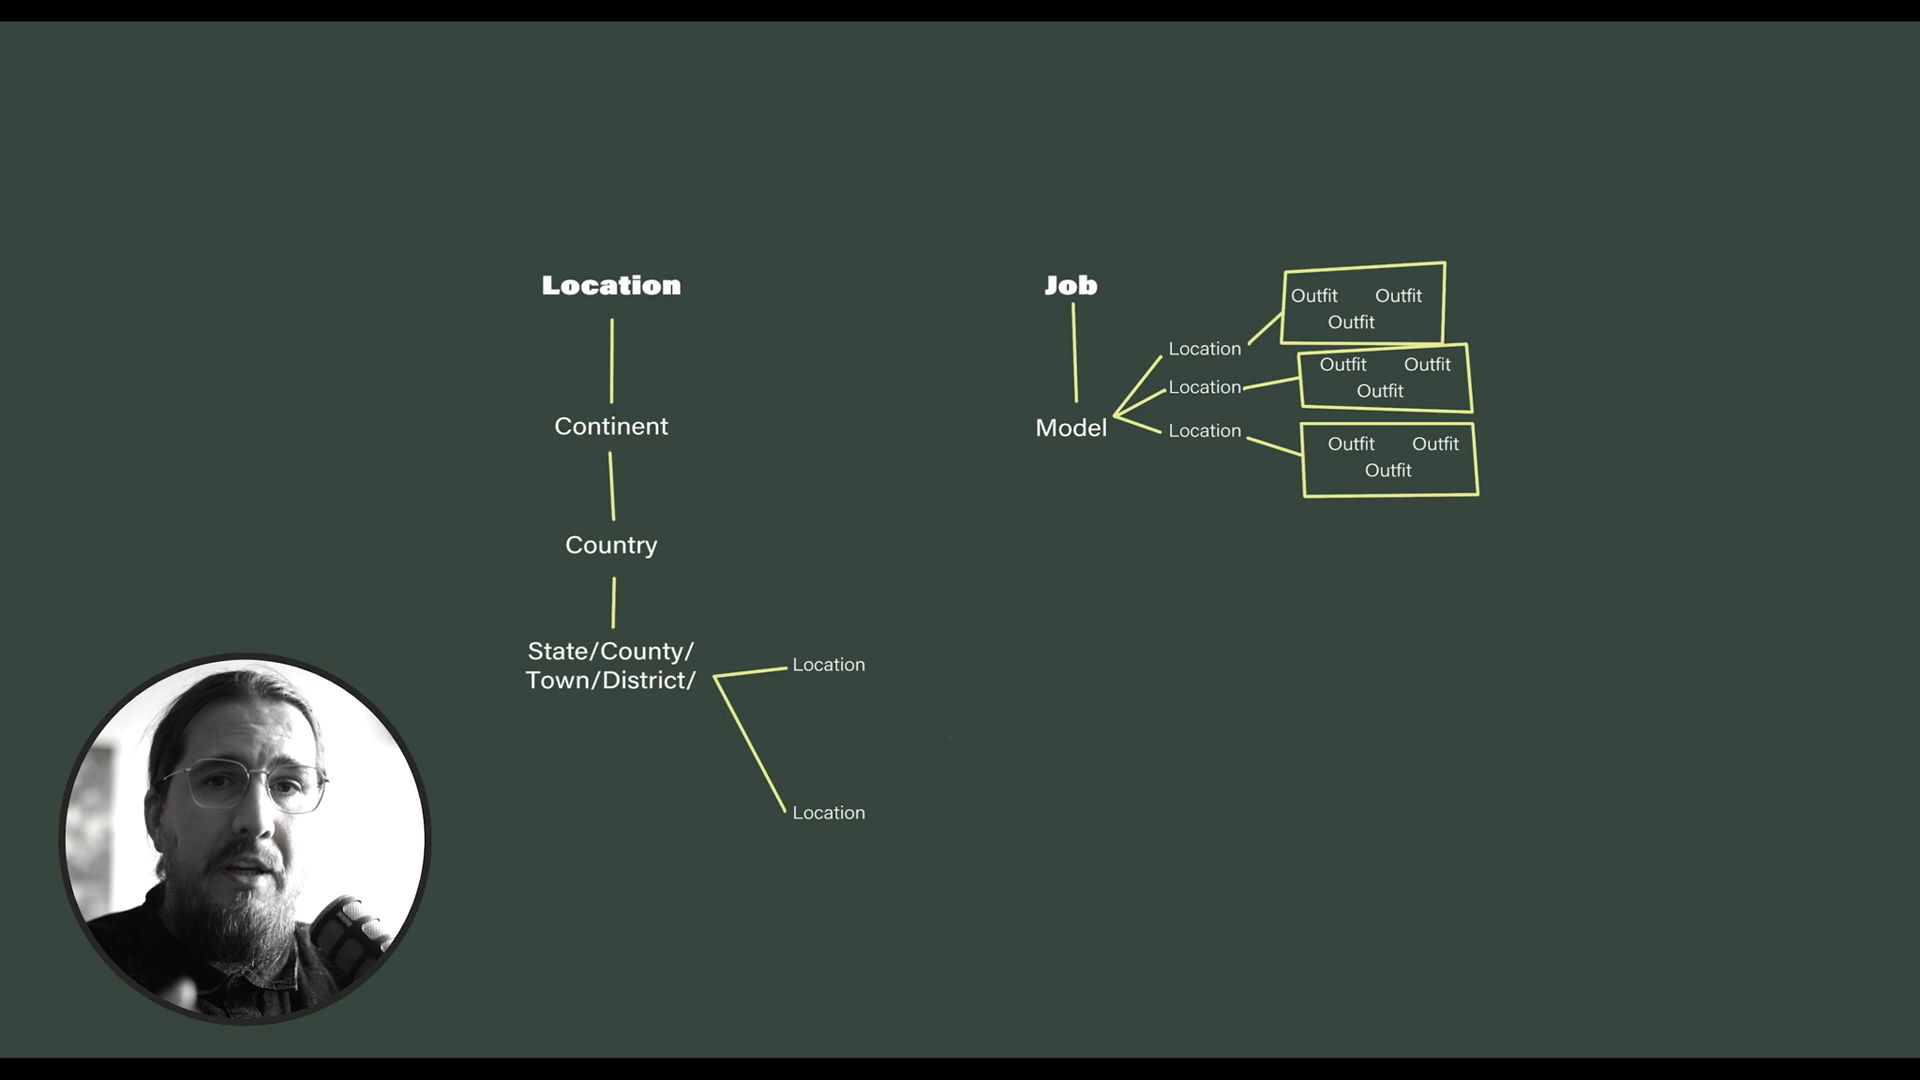 Location
Continent
Country
State/County/
Town/District/
Location
Location
Job
Model
Location
Location
Location
Outfit Outfit
Outfit
Outfit Outfit
Outfit
Outfit Outfit
Outfit